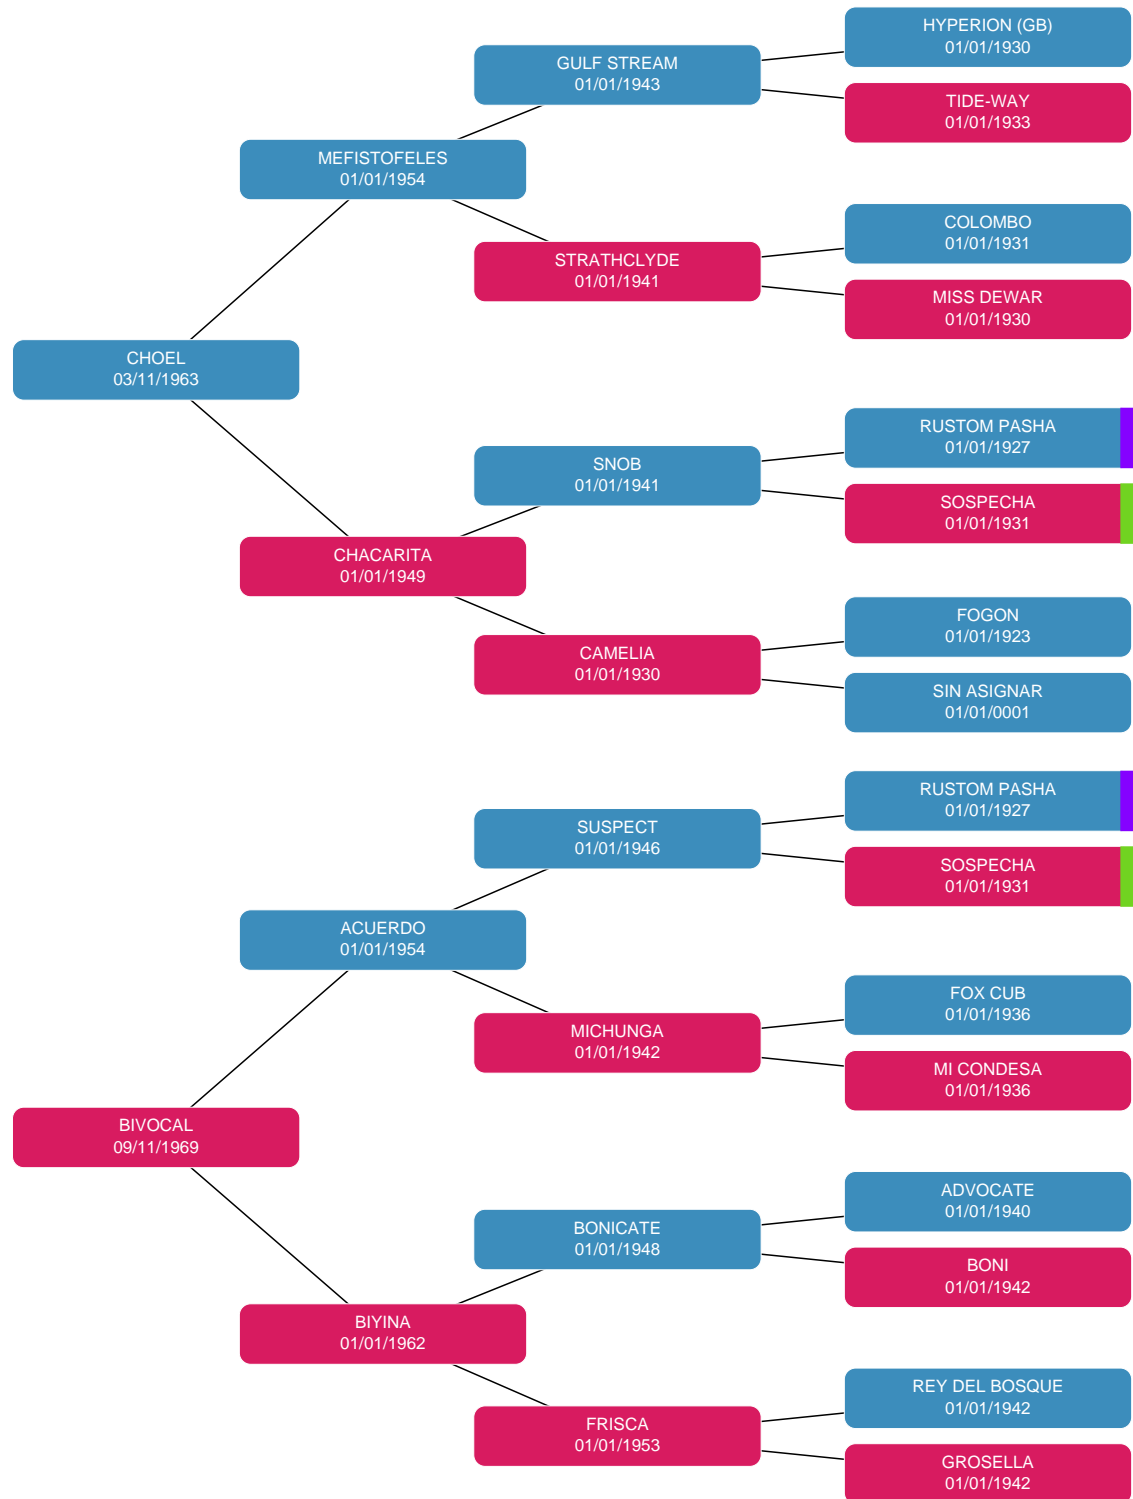 HYPERION (GB)
01/01/1930
GULF STREAM
01/01/1943
TIDE-WAY
01/01/1933
MEFISTOFELES
01/01/1954
COLOMBO
01/01/1931
STRATHCLYDE
01/01/1941
MISS DEWAR
01/01/1930
CHOEL
03/11/1963
RUSTOM PASHA
01/01/1927
SNOB
01/01/1941
SOSPECHA
01/01/1931
CHACARITA
01/01/1949
FOGON
01/01/1923
CAMELIA
01/01/1930
SIN ASIGNAR
01/01/0001
RUSTOM PASHA
01/01/1927
SUSPECT
01/01/1946
SOSPECHA
01/01/1931
ACUERDO
01/01/1954
FOX CUB
01/01/1936
MICHUNGA
01/01/1942
MI CONDESA
01/01/1936
BIVOCAL
09/11/1969
ADVOCATE
01/01/1940
BONICATE
01/01/1948
BONI
01/01/1942
BIYINA
01/01/1962
REY DEL BOSQUE
01/01/1942
FRISCA
01/01/1953
GROSELLA
01/01/1942